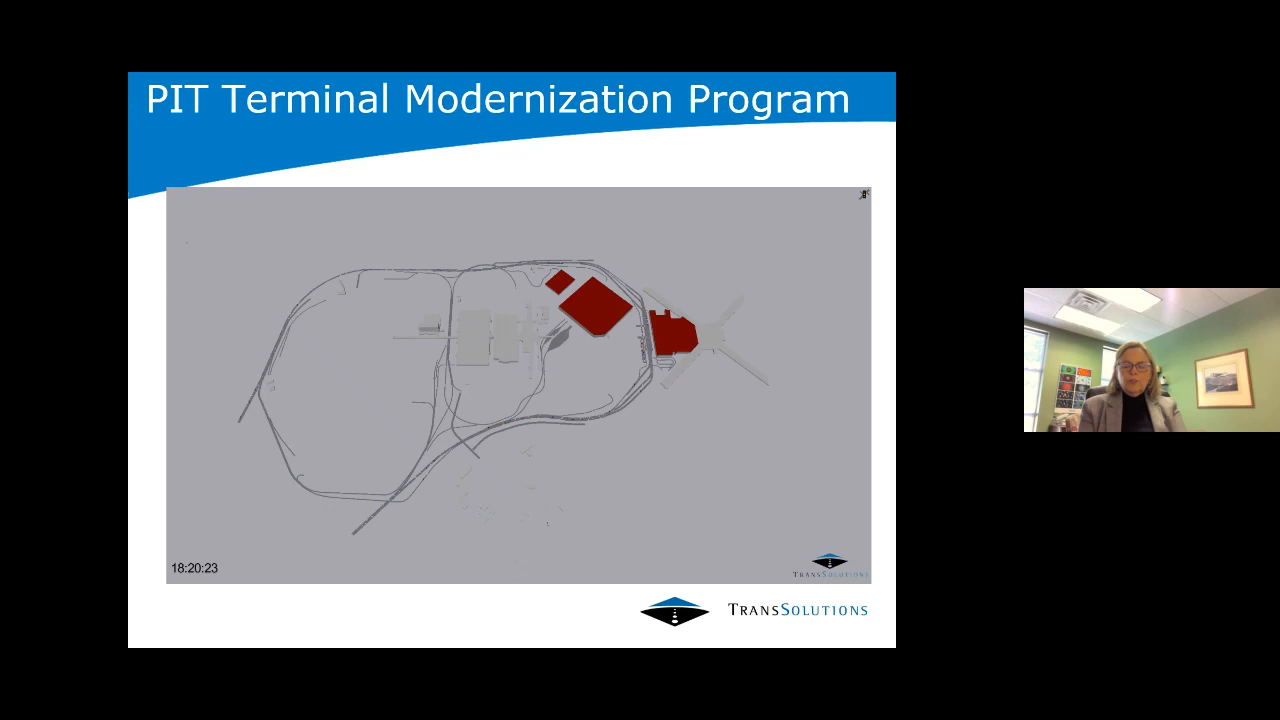 PIT Terminal Modernization Program
18:20:23
TRANSSOLUTIONS
TRANSSOLUTIONS